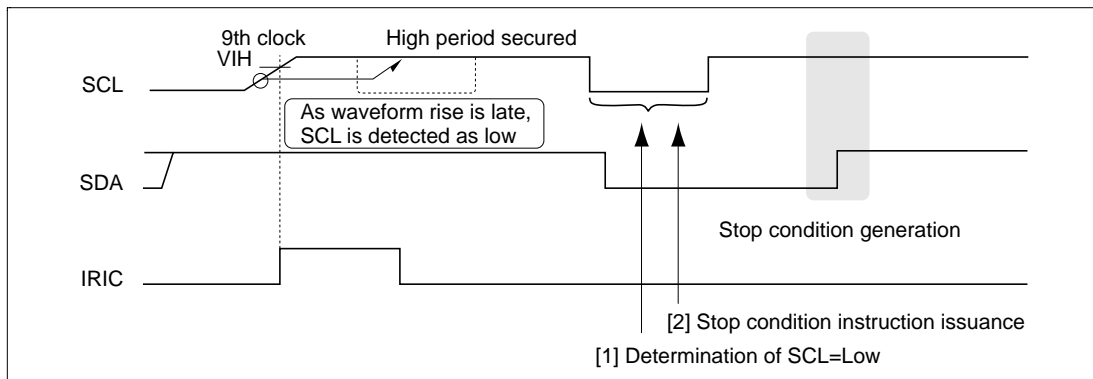 9th clock
VIH
High period secured
SCL
As waveform rise is late,
SCL is detected as low
SDA
Stop condition generation
IRIC
[2] Stop condition instruction issuance
[1] Determination of SCL=Low